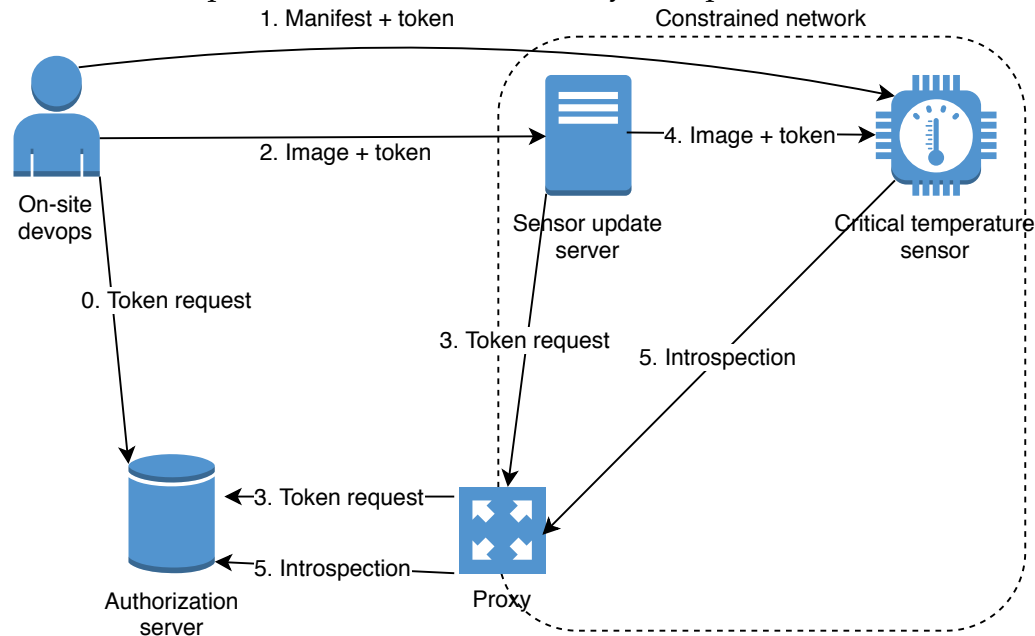 1. Manifest + token
Constrained network
2. Image + token
4. Image + token
On-site
devops
Sensor update
server
Critical temperature
sensor
0. Token request
3. Token request
5. Introspection
3. Token request
5. Introspection
Authorization
server
Proxy